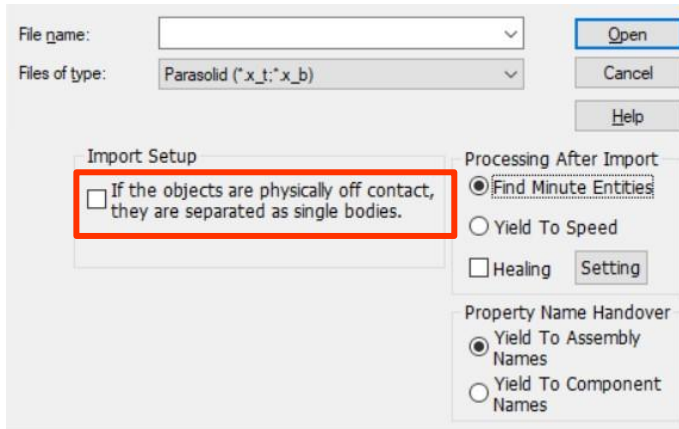 File name:
Open
Files of type:
Parasolid (*.x_t;*.x_b)
Cancel
Help
Import Setup
If the objects are physically off contact,
they are separated as single bodies.
Processing After Import
Find Minute Entities
Yield To Speed
Healing
Setting
Property Name Handover
Yield To Assembly
Names
Yield To Component
Names